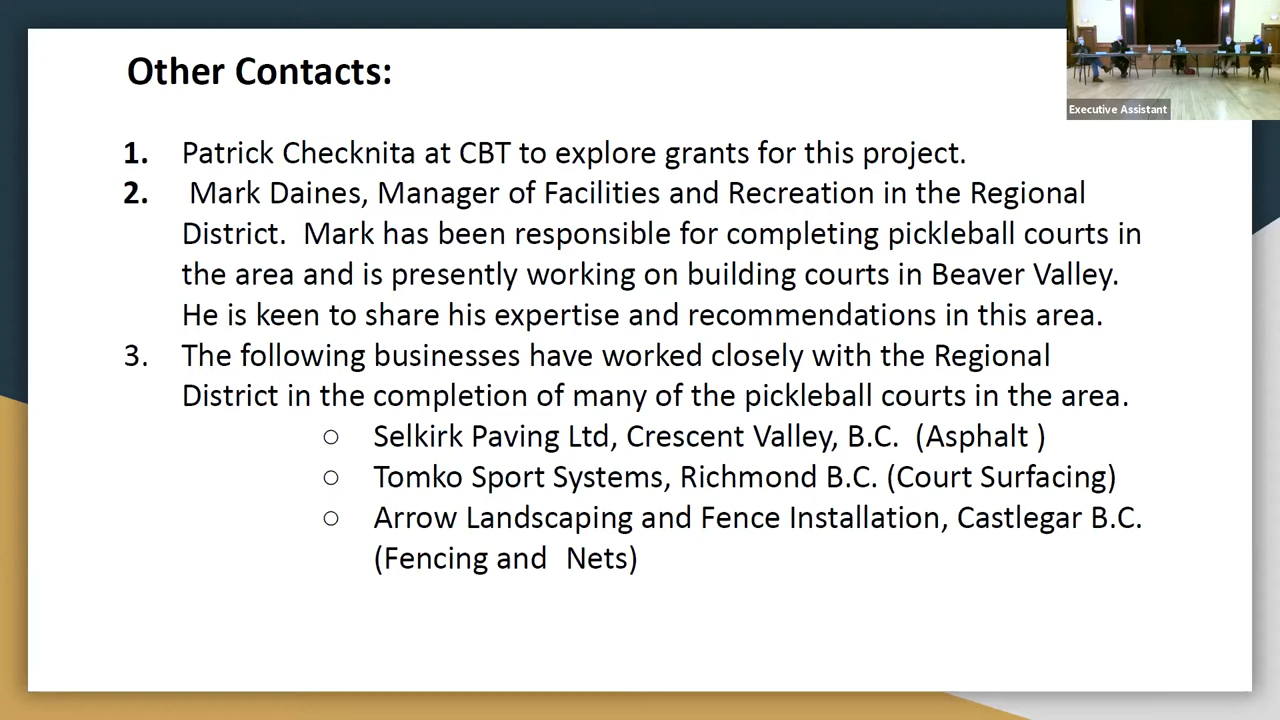 Other Contacts:
Executive Assistant
1. Patrick Checknita at CBT to explore grants for this project.
2. Mark Daines, Manager of Facilities and Recreation in the Regional
District. Mark has been responsible for completing pickleball courts in
the area and is presently working on building courts in Beaver Valley.
He is keen to share his expertise and recommendations in this area.
3. The following businesses have worked closely with the Regional
District in the completion of many of the pickleball courts in the area.
○ Selkirk Paving Ltd, Crescent Valley, B.C. (Asphalt )
○ Tomko Sport Systems, Richmond B.C. (Court Surfacing)
○ Arrow Landscaping and Fence Installation, Castlegar B.C.
(Fencing and Nets)